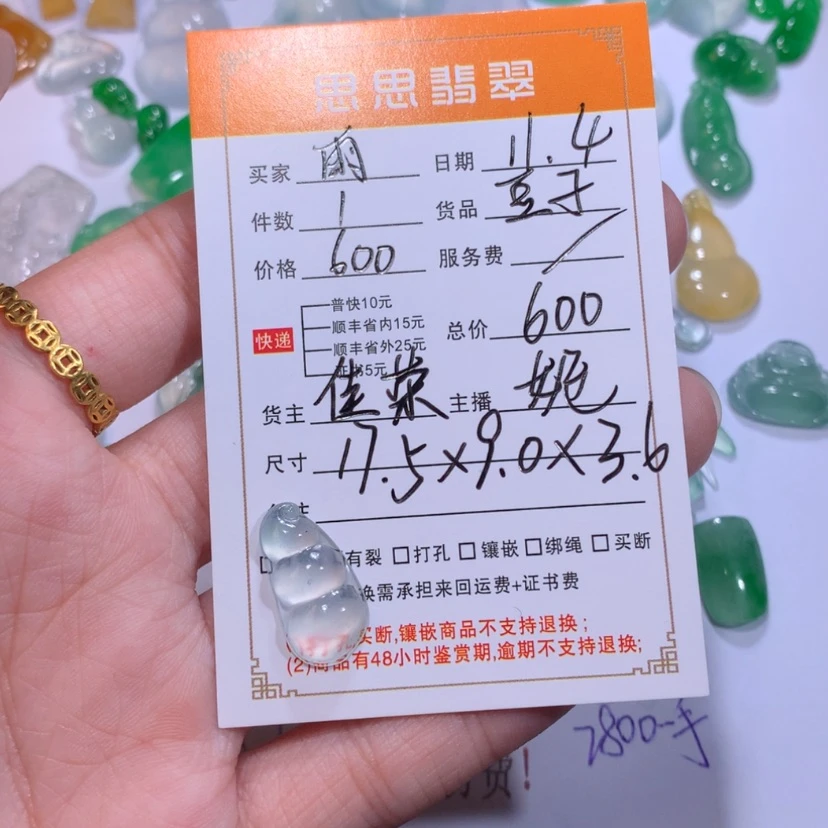 思思翡翠
买家 雨 日期 11.4
件数 1 货品 豆子
价格 600 服务费 /
快递
普快10元
顺丰省内15元
顺丰省外25元
5元
总价 600
货主 佳荣 主播 妮
尺寸 17.5×9.0×3.6
有裂 □打孔 □镶嵌 □绑绳 □买断
换需承担来回运费+证书费
买断,镶嵌商品不支持退换;
(2)商品有48小时鉴赏期,逾期不支持退换;
2800一手
货!